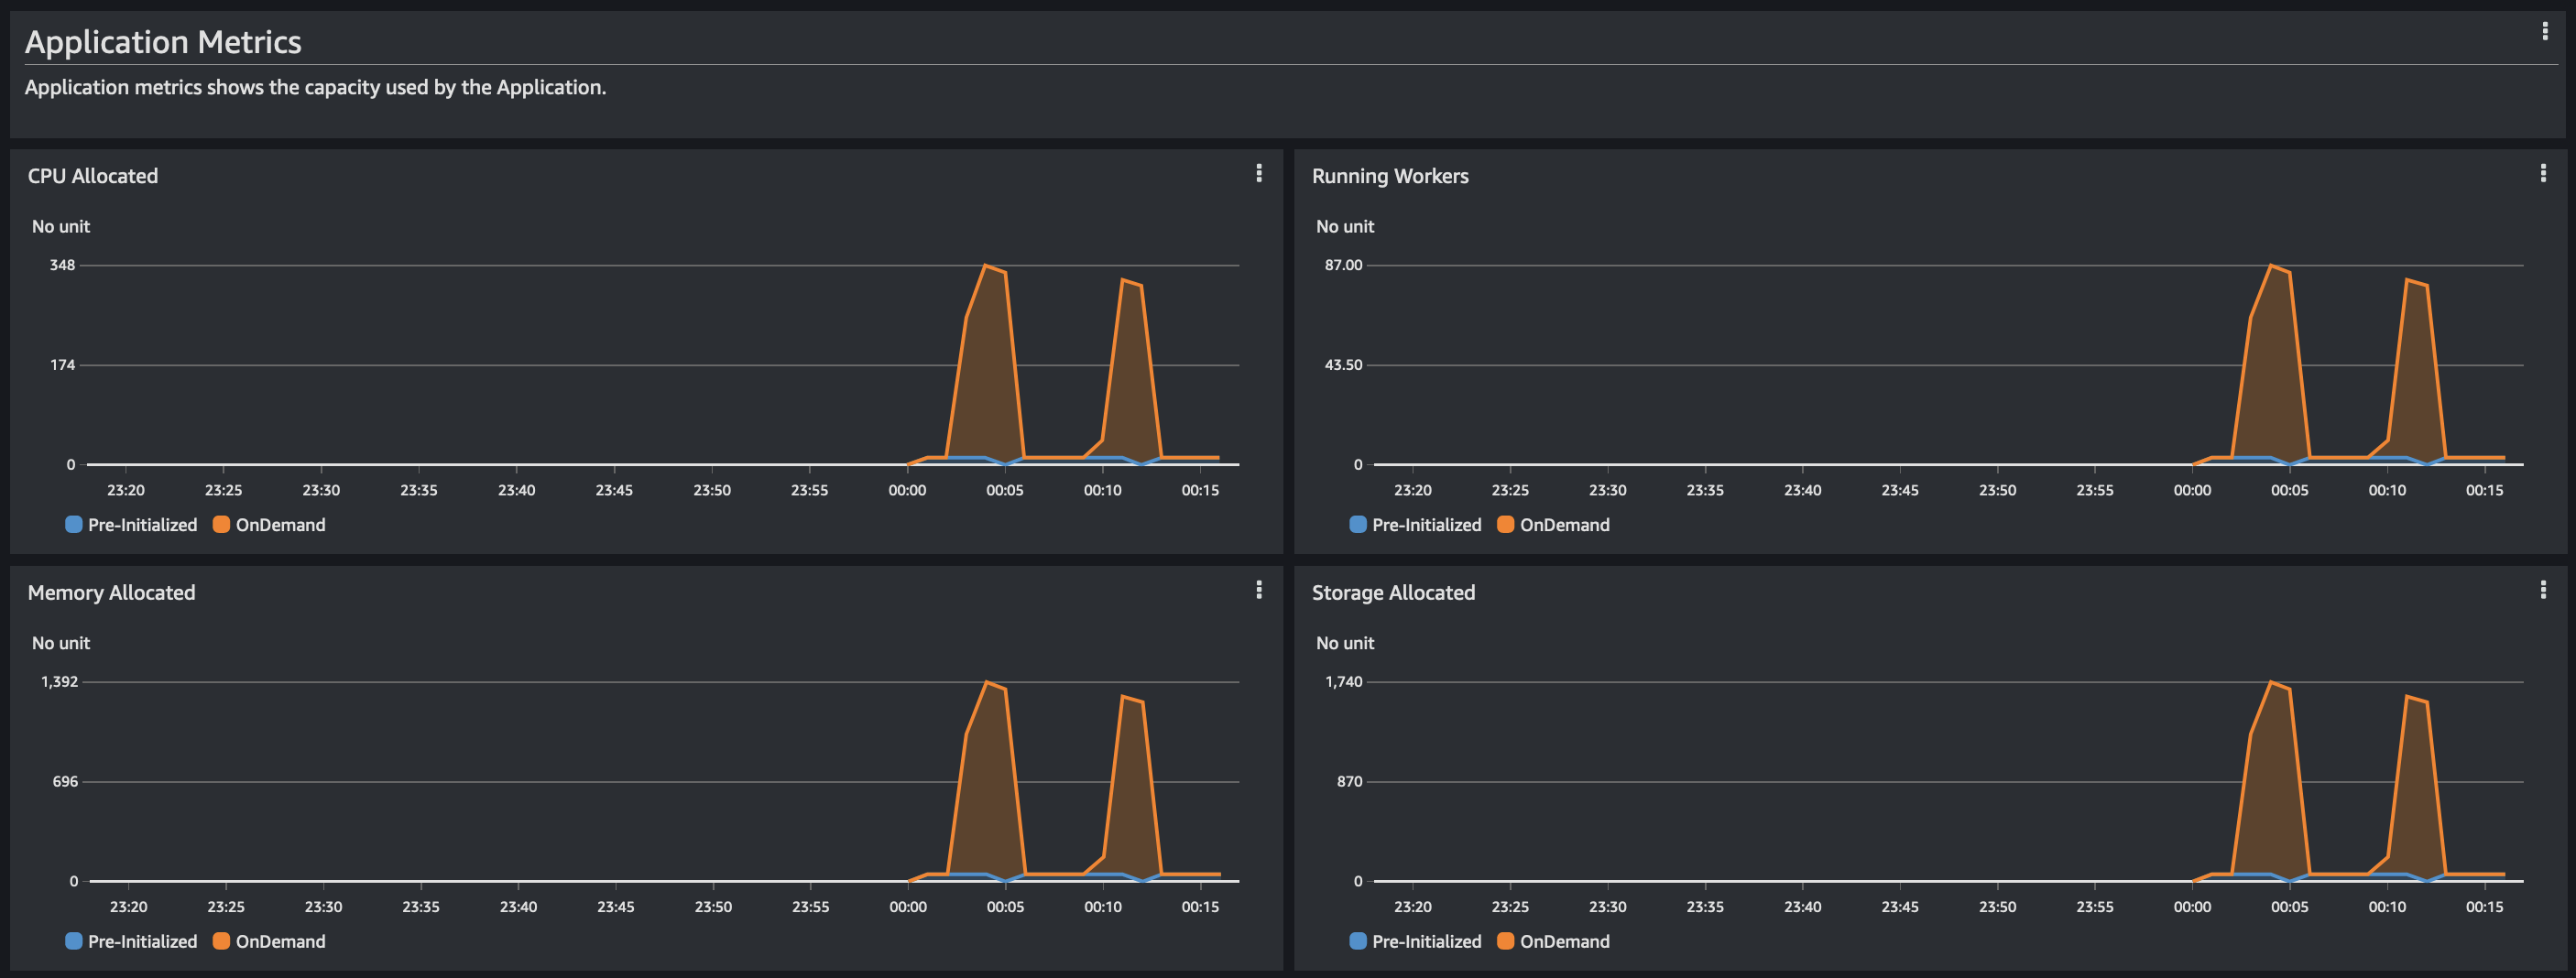 Application Metrics
Application metrics shows the capacity used by the Application.
CPU Allocated
No unit
348
174
0
23:20 23:25 23:30 23:35 23:40 23:45 23:50 23:55 00:00 00:05 00:10 00:15
Pre-Initialized OnDemand
Running Workers
No unit
87.00
43.50
0
23:20 23:25 23:30 23:35 23:40 23:45 23:50 23:55 00:00 00:05 00:10 00:15
Pre-Initialized OnDemand
Memory Allocated
No unit
1,392
696
0
23:20 23:25 23:30 23:35 23:40 23:45 23:50 23:55 00:00 00:05 00:10 00:15
Pre-Initialized OnDemand
Storage Allocated
No unit
1,740
870
0
23:20 23:25 23:30 23:35 23:40 23:45 23:50 23:55 00:00 00:05 00:10 00:15
Pre-Initialized OnDemand